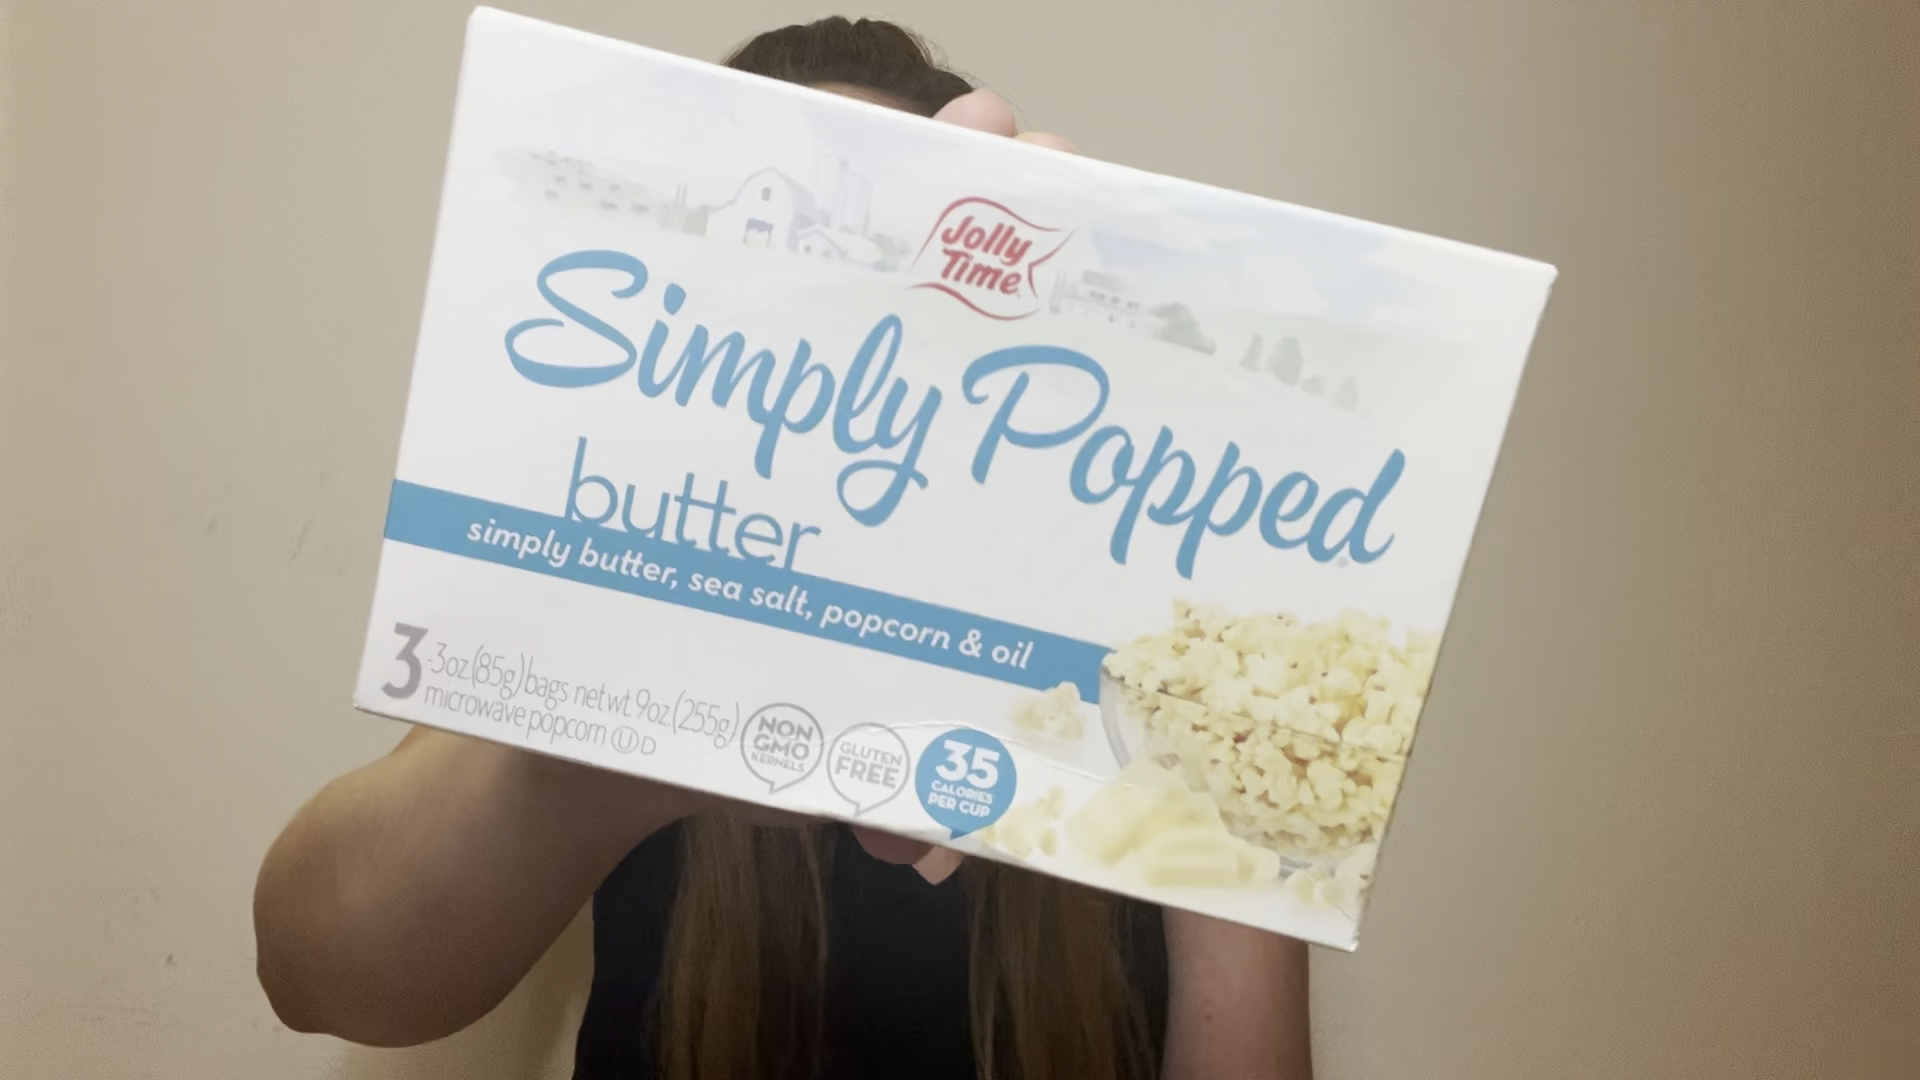 Jolly
Time
Simply Popped
butter
simply butter, sea salt, popcorn & oil
3-3oz.(85g)bags net wt. 9oz.(255g)
microwave popcorn Ⓤ D
NON
GMO
KERNELS
GLUTEN
FREE
35
CALORIES
PER CUP